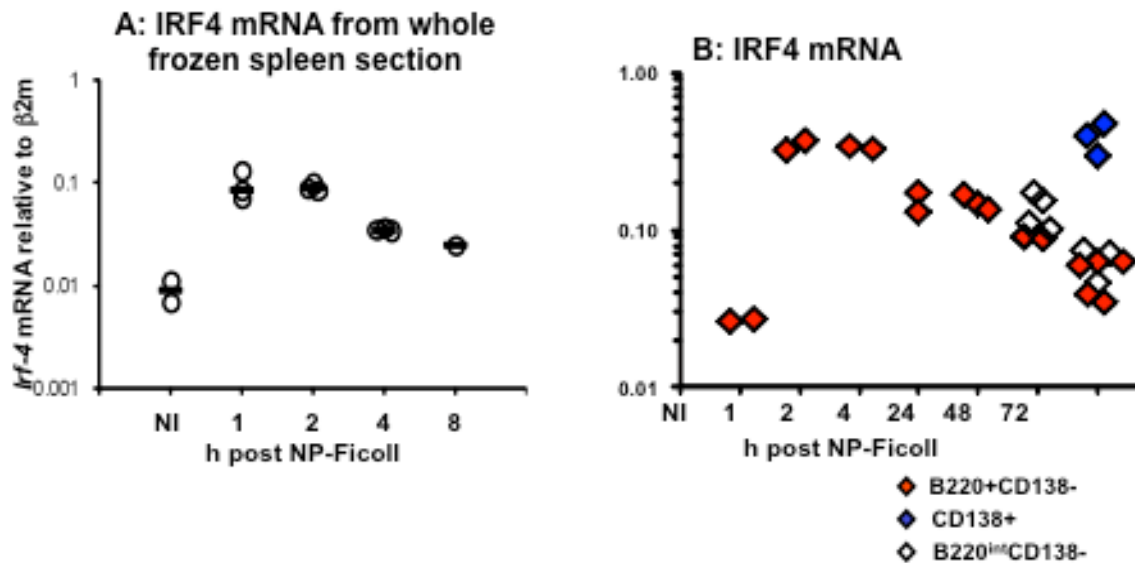 A: IRF4 mRNA from whole
frozen spleen section
Irf-4 mRNA relative to β2m
1
0.1
0.01
0.001
NI 1 2 4 8
h post NP-Ficoll
B: IRF4 mRNA
1.00
0.10
0.01
NI 1 2 4 24 48 72
h post NP-Ficoll
B220+CD138-
CD138+
B220intCD138-